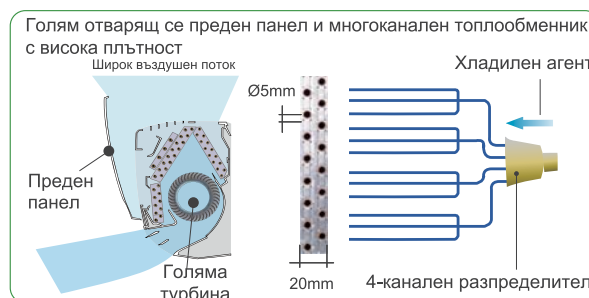 Голям отварящ се преден панел и многоканален топлообменник
с висока плътност
Широк въздушен поток
Хладилен агент
Ø5mm
Преден
панел
Голяма
турбина
20mm
4-канален разпределител